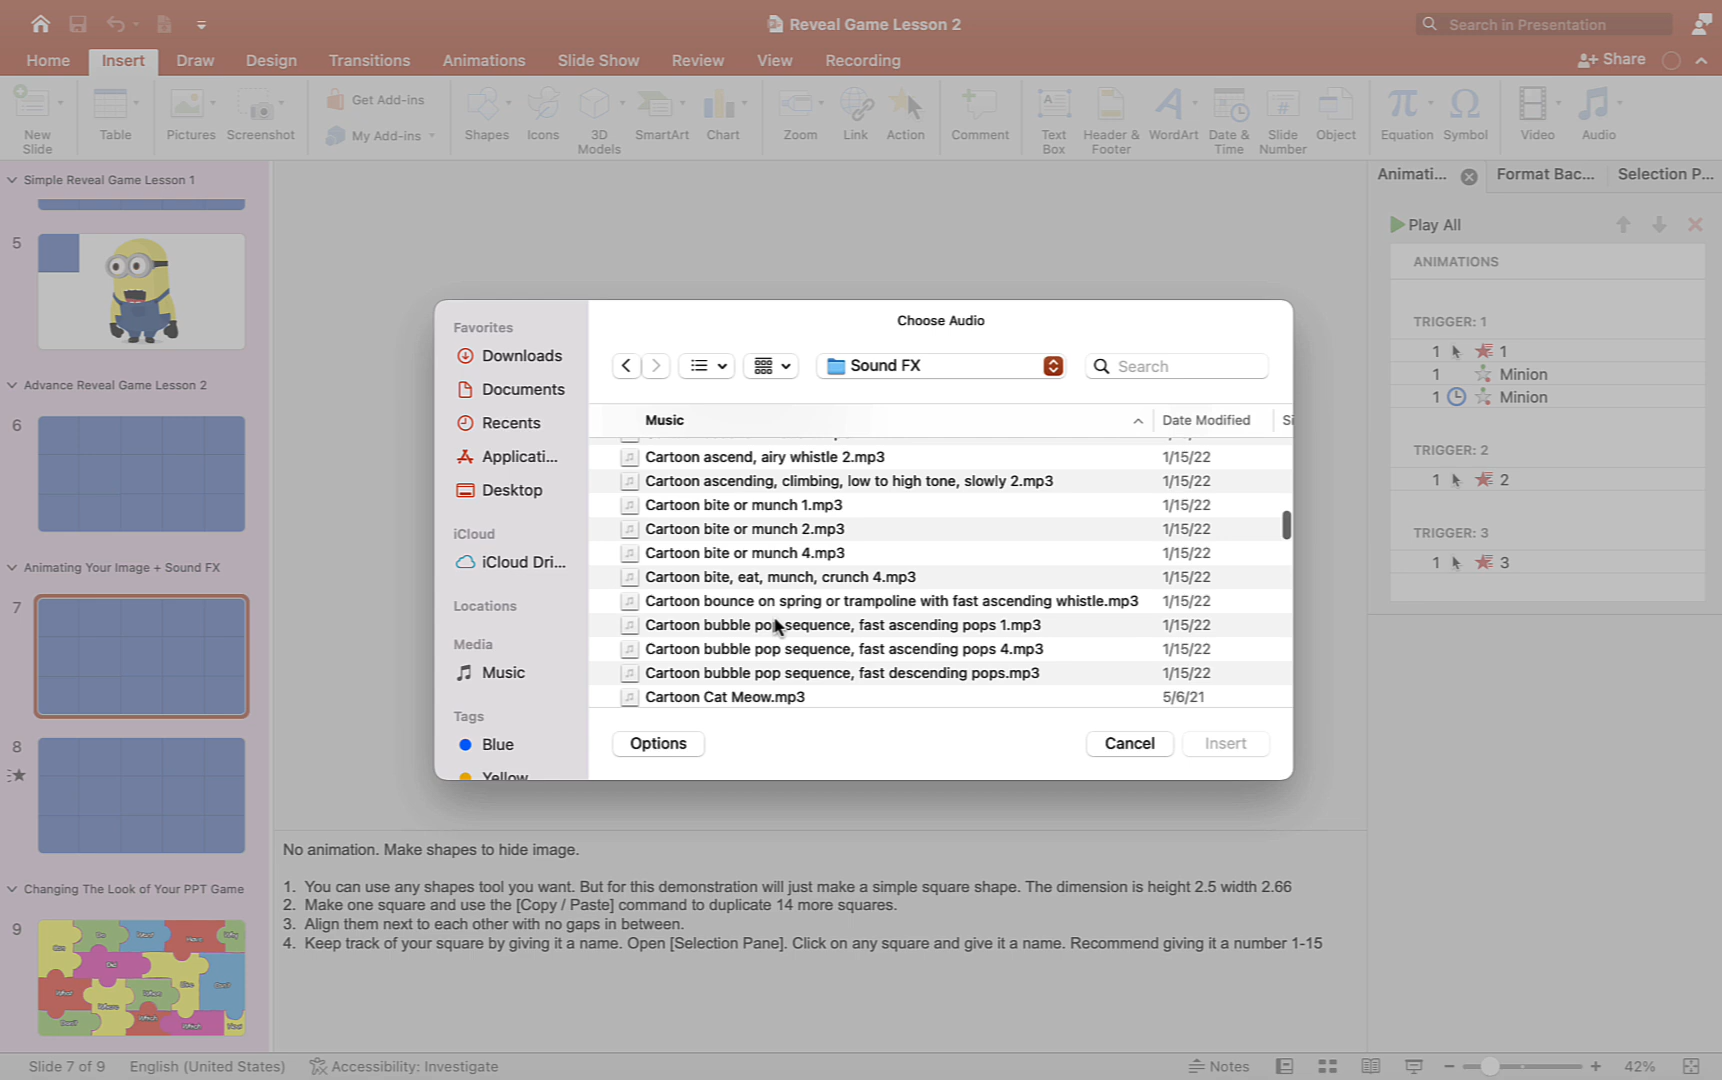 Reveal Game Lesson 2
Search in Presentation
Home Insert Draw Design Transitions Animations Slide Show Review View Recording
Share
Get Add-ins
My Add-ins
New Slide
Table
Pictures
Screenshot
Shapes
Icons
3D Models
SmartArt
Chart
Zoom
Link
Action
Comment
Text Box
Header & Footer
WordArt
Date & Time
Slide Number
Object
Equation
Symbol
Video
Audio
Simple Reveal Game Lesson 1
5
Advance Reveal Game Lesson 2
6
Animating Your Image + Sound FX
7
8
Changing The Look of Your PPT Game
9
Choose Audio
Favorites
Downloads
Documents
Recents
Applicati...
Desktop
iCloud
iCloud Dri...
Locations
Media
Music
Tags
Blue
Yellow
Sound FX
Search
Music Date Modified Si
Cartoon ascend, airy whistle 2.mp3 1/15/22
Cartoon ascending, climbing, low to high tone, slowly 2.mp3 1/15/22
Cartoon bite or munch 1.mp3 1/15/22
Cartoon bite or munch 2.mp3 1/15/22
Cartoon bite or munch 4.mp3 1/15/22
Cartoon bite, eat, munch, crunch 4.mp3 1/15/22
Cartoon bounce on spring or trampoline with fast ascending whistle.mp3 1/15/22
Cartoon bubble pop sequence, fast ascending pops 1.mp3 1/15/22
Cartoon bubble pop sequence, fast ascending pops 4.mp3 1/15/22
Cartoon bubble pop sequence, fast descending pops.mp3 1/15/22
Cartoon Cat Meow.mp3 5/6/21
Options
Cancel
Insert
Animati... Format Bac... Selection P...
Play All
ANIMATIONS
TRIGGER: 1
1 1
1 Minion
1 Minion
TRIGGER: 2
1 2
TRIGGER: 3
1 3
No animation. Make shapes to hide image.
1. You can use any shapes tool you want. But for this demonstration will just make a simple square shape. The dimension is height 2.5 width 2.66
2. Make one square and use the [Copy / Paste] command to duplicate 14 more squares.
3. Align them next to each other with no gaps in between.
4. Keep track of your square by giving it a name. Open [Selection Pane]. Click on any square and give it a name. Recommend giving it a number 1-15
Slide 7 of 9 English (United States) Accessibility: Investigate
Notes
42%